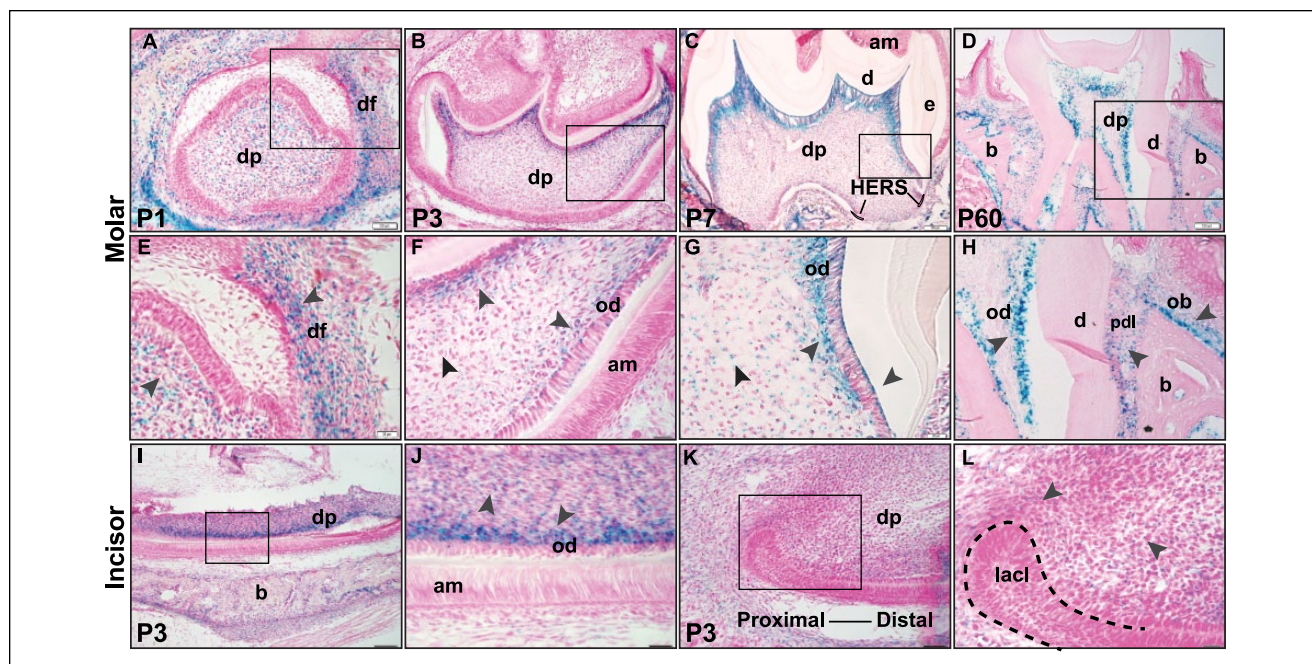 A
df
dp
P1
B
dp
P3
C
am
d
e
dp
HERS
P7
D
dp
b
d
b
P60
Molar
E
df
F
od
am
G
od
H
od
d
pdl
ob
b
I
dp
b
P3
J
od
am
K
dp
Proximal — Distal
P3
L
lacl
Incisor